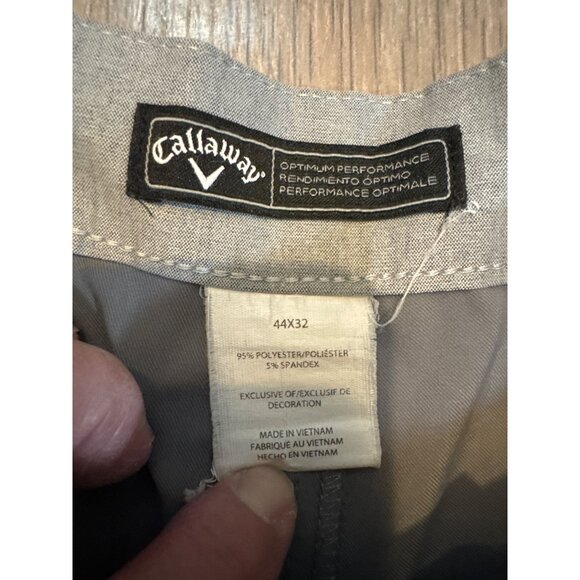 Callaway
OPTIMUM PERFORMANCE
RENDIMIENTO ÓPTIMO
PERFORMANCE OPTIMALE
44X32
95% POLYESTER/POLIÉSTER
5% SPANDEX
EXCLUSIVE OF/EXCLUSIF DE
DECORATION
MADE IN VIETNAM
FABRIQUÉ AU VIETNAM
HECHO EN VIETNAM